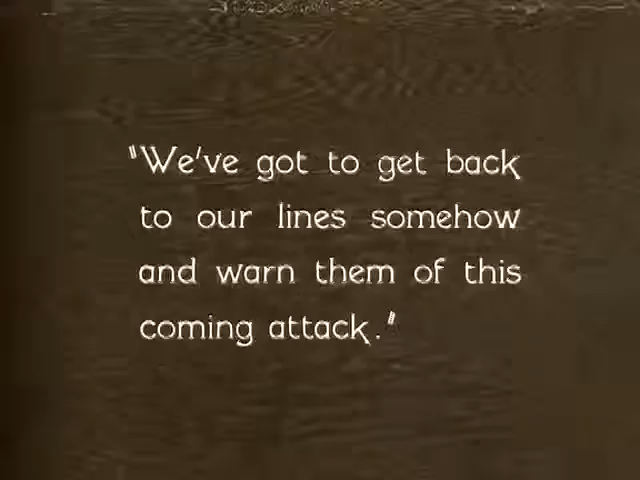 "We've got to get back
to our lines somehow
and warn them of this
coming attack."